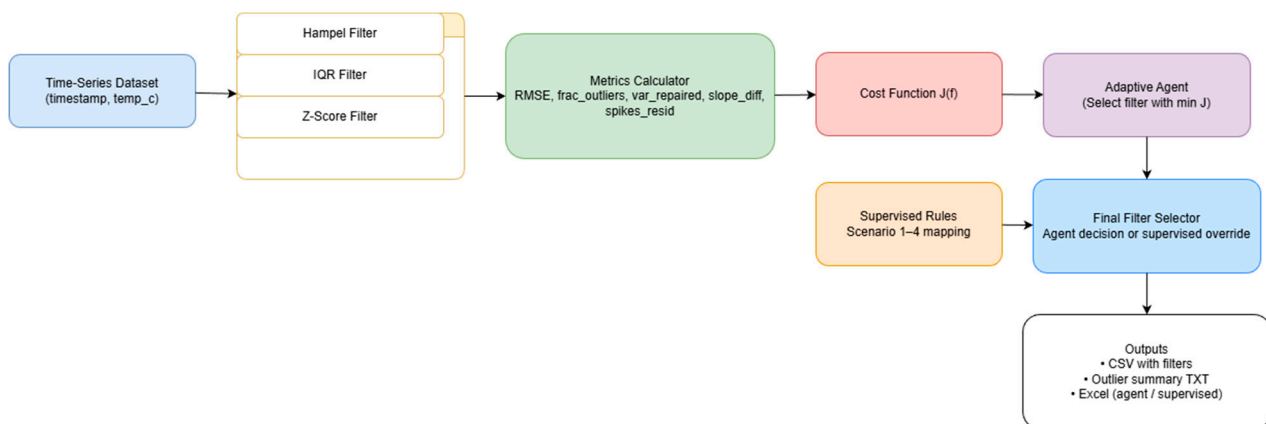 Time-Series Dataset
(timestamp, temp_c)
Hampel Filter
IQR Filter
Z-Score Filter
Metrics Calculator
RMSE, frac_outliers, var_repaired, slope_diff,
spikes_resid
Cost Function J(f)
Adaptive Agent
(Select filter with min J)
Supervised Rules
Scenario 1–4 mapping
Final Filter Selector
Agent decision or supervised override
Outputs
• CSV with filters
• Outlier summary TXT
• Excel (agent / supervised)